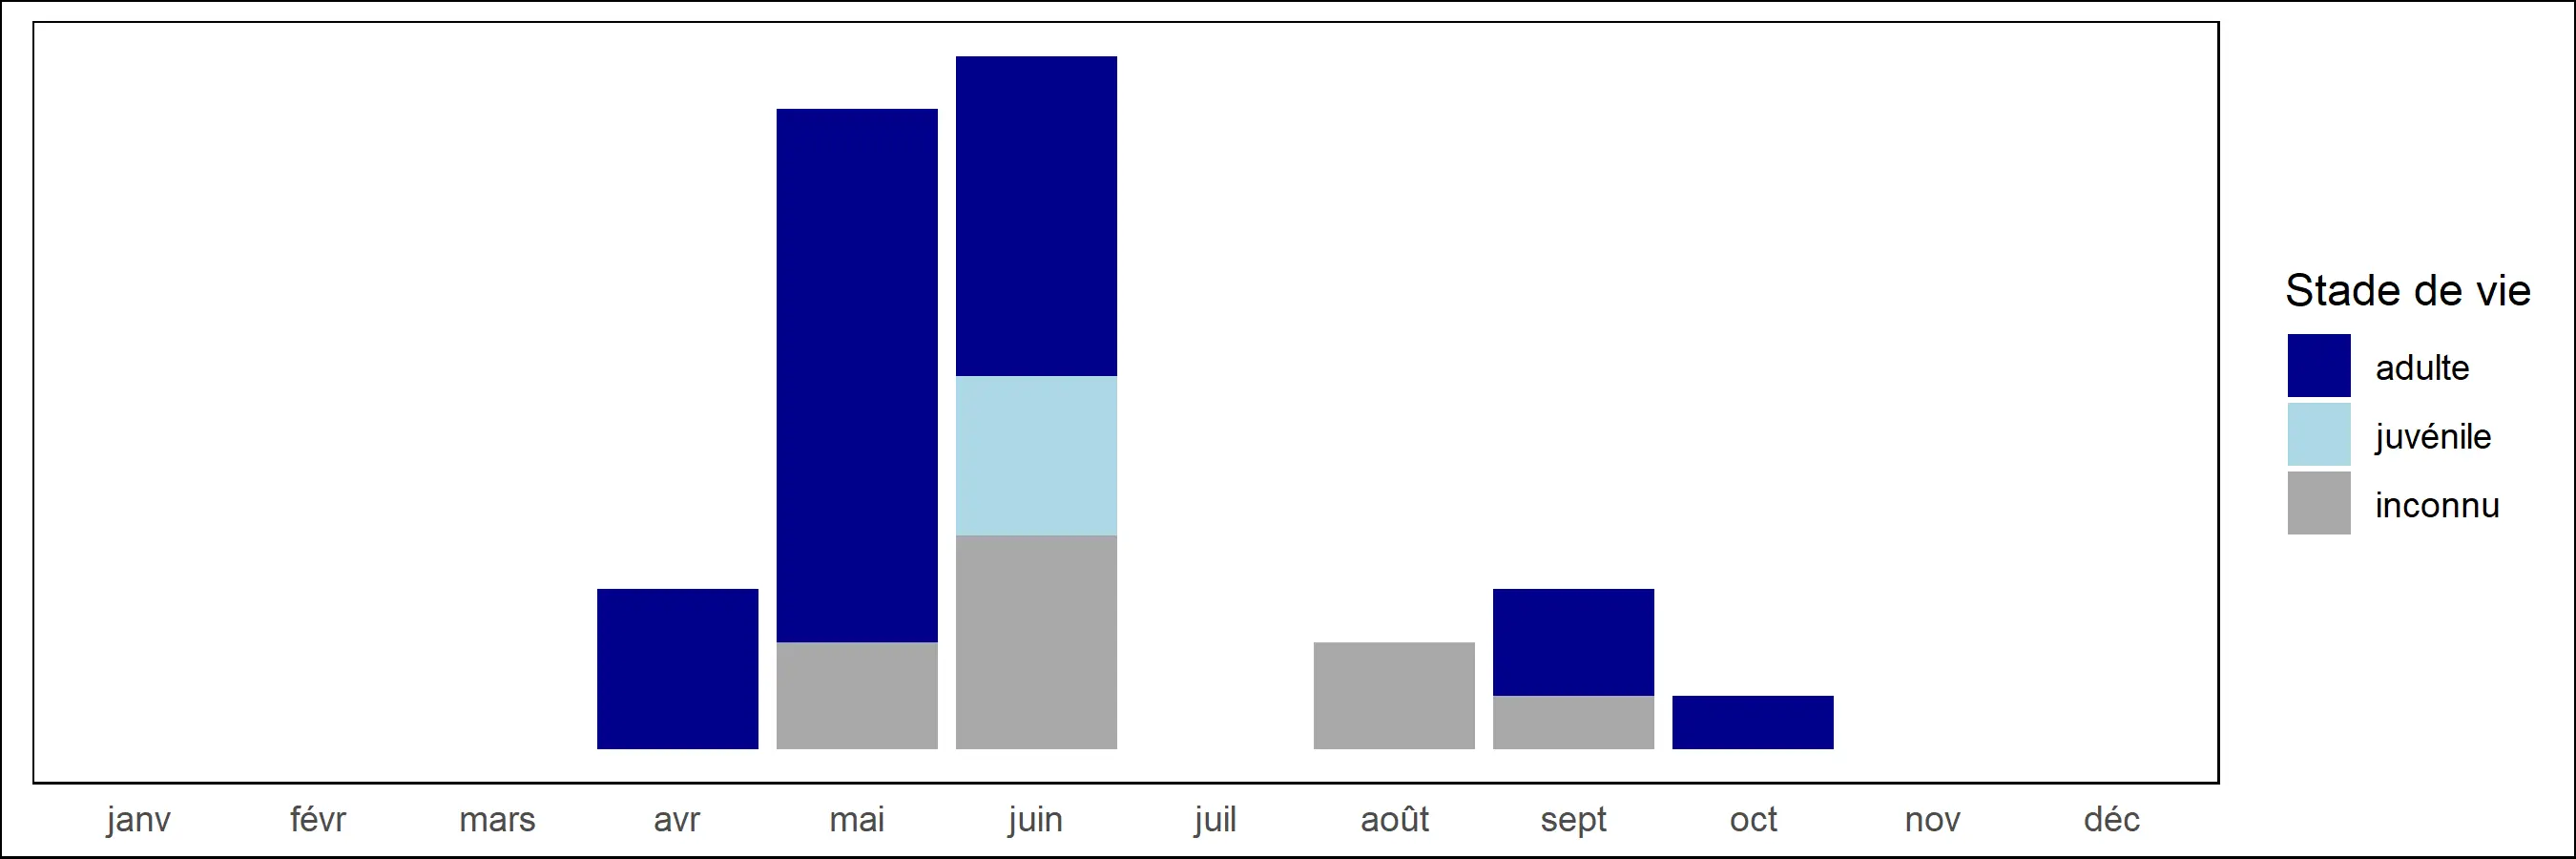 Stade de vie
adulte
juvénile
inconnu
janv févr mars avr mai juin juil août sept oct nov déc